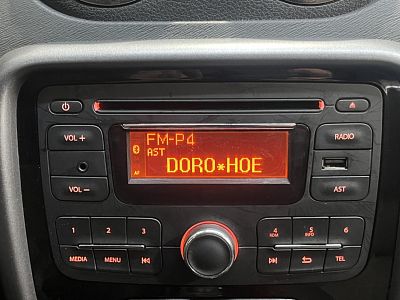 VOL +
RADIO
FM-P4
AST
DORO*HOE
AF
VOL −
AST
1 2 3
4 RDM 5 INFO 6
MEDIA MENU
TEL